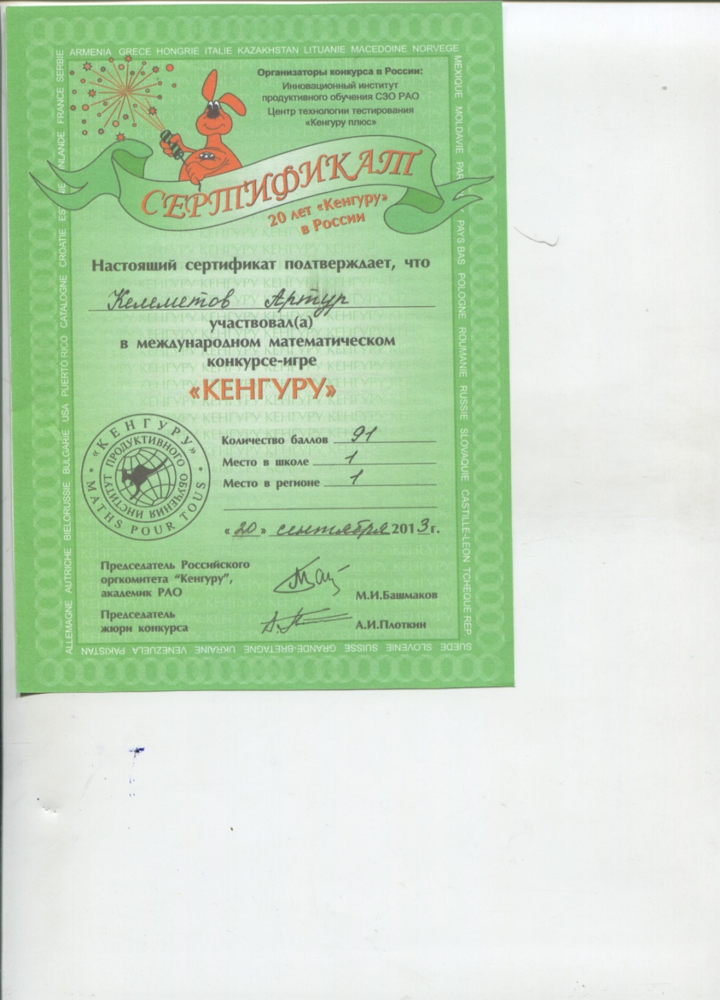 ARMENIA GRECE HONGRIE ITALIE KAZAKHSTAN LITUANIE MACEDOINE NORVEGE
MEXIQUE MOLDAVIE PAYS BAS POLOGNE ROUMANIE RUSSIE SLOVAQUIE CASTILLE-LEON TCHEQUE REP
SUEDE SLOVENIE SUISSE GRANDE-BRETAGNE UKRAINE VENEZUELA PAKISTAN
ALLEMAGNE AUTRICHE BIELORUSSIE BULGARIE USA PUERTO RICO CATALOGNE CROATIE FRANCE SERBIE
Организаторы конкурса в России:
Инновационный институт
продуктивного обучения СЗО РАО
Центр технологии тестирования
«Кенгуру плюс»
СЕРТИФИКАТ
20 лет «Кенгуру»
в России
Настоящий сертификат подтверждает, что
Келеметов Артур
участвовал(а)
в международном математическом
конкурсе-игре
«КЕНГУРУ»
«КЕНГУРУ»
MATHS POUR TOUS
ИНСТИТУТ ПРОДУКТИВНОГО ОБУЧЕНИЯ
Количество баллов 91
Место в школе 1
Место в регионе 1
«20» сентября 2013 г.
Председатель Российского
оргкомитета "Кенгуру",
академик РАО
М.И.Башмаков
Председатель
жюри конкурса
А.И.Плоткин